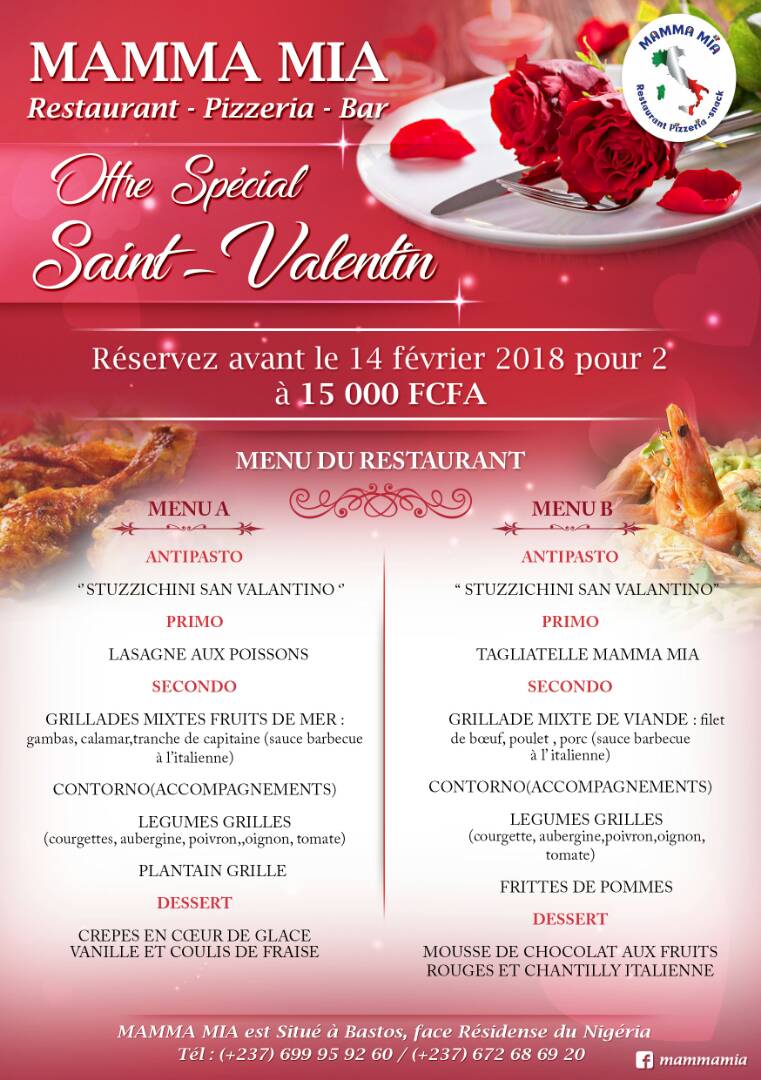 MAMMA MIA
Restaurant - Pizzeria - Bar
MAMMA MIA
Restaurant Pizzeria -snack
Offre Spécial
Saint-Valentin
Réservez avant le 14 février 2018 pour 2
à 15 000 FCFA
MENU DU RESTAURANT
MENU A
ANTIPASTO
‘’STUZZICHINI SAN VALANTINO ‘’
PRIMO
LASAGNE AUX POISSONS
SECONDO
GRILLADES MIXTES FRUITS DE MER :
gambas, calamar,tranche de capitaine (sauce barbecue
à l’italienne)
CONTORNO(ACCOMPAGNEMENTS)
LEGUMES GRILLES
(courgettes, aubergine, poivron,,oignon, tomate)
PLANTAIN GRILLE
DESSERT
CREPES EN CŒUR DE GLACE
VANILLE ET COULIS DE FRAISE
MENU B
ANTIPASTO
“ STUZZICHINI SAN VALANTINO”
PRIMO
TAGLIATELLE MAMMA MIA
SECONDO
GRILLADE MIXTE DE VIANDE : filet
de bœuf, poulet , porc (sauce barbecue
à l’italienne)
CONTORNO(ACCOMPAGNEMENTS)
LEGUMES GRILLES
(courgette, aubergine,poivron,oignon,
tomate)
FRITTES DE POMMES
DESSERT
MOUSSE DE CHOCOLAT AUX FRUITS
ROUGES ET CHANTILLY ITALIENNE
MAMMA MIA est Situé à Bastos, face Résidense du Nigéria
Tél : (+237) 699 95 92 60 / (+237) 672 68 69 20
f mammamia